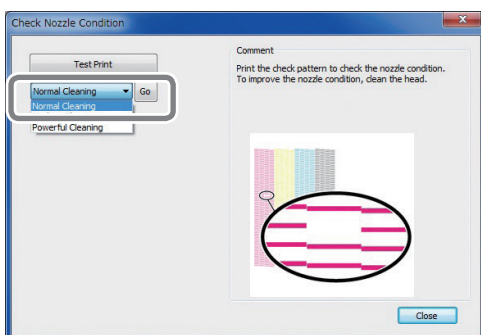 Check Nozzle Condition
Test Print
Normal Cleaning
Go
Normal Cleaning
Powerful Cleaning
Comment
Print the check pattern to check the nozzle condition.
To improve the nozzle condition, clean the head.
Close